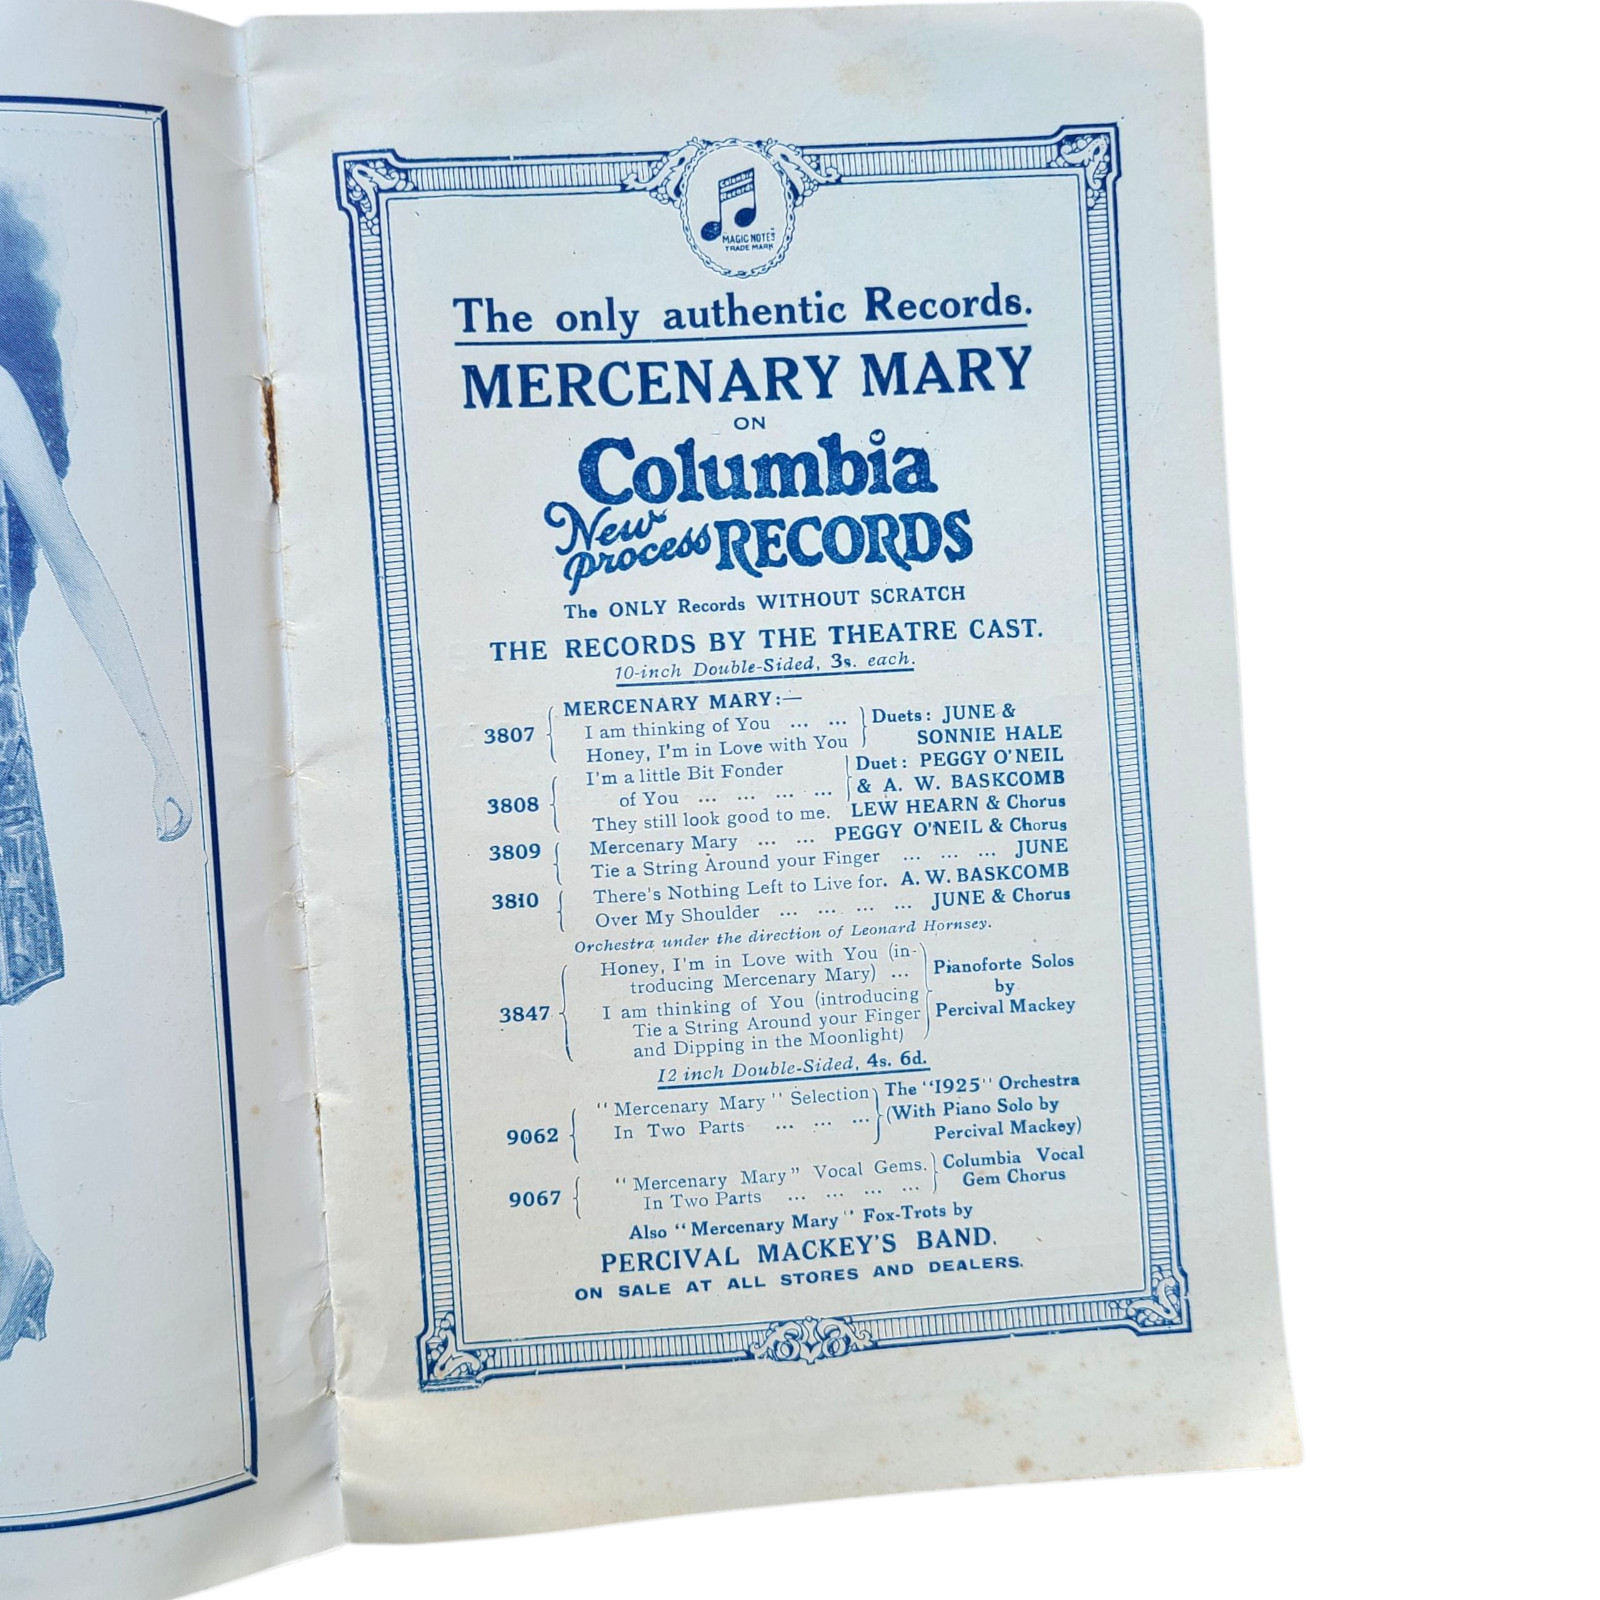 Columbia
Records
"MAGIC NOTES"
TRADE MARK
The only authentic Records.
MERCENARY MARY
ON
Columbia
New process RECORDS
The ONLY Records WITHOUT SCRATCH
THE RECORDS BY THE THEATRE CAST.
10-inch Double-Sided, 3s. each.
MERCENARY MARY:—
3807 I am thinking of You ... ... Duets: JUNE &
Honey, I'm in Love with You SONNIE HALE
3808 I'm a little Bit Fonder Duet: PEGGY O'NEIL
of You ... ... ... ... & A. W. BASKCOMB
They still look good to me. LEW HEARN & Chorus
3809 Mercenary Mary ... ... PEGGY O'NEIL & Chorus
Tie a String Around your Finger ... ... ... JUNE
3810 There's Nothing Left to Live for. A. W. BASKCOMB
Over My Shoulder ... ... ... ... JUNE & Chorus
Orchestra under the direction of Leonard Hornsey.
3847 Honey, I'm in Love with You (in- Pianoforte Solos
troducing Mercenary Mary) ... by
I am thinking of You (introducing Percival Mackey
Tie a String Around your Finger
and Dipping in the Moonlight)
12 inch Double-Sided, 4s. 6d.
9062 "Mercenary Mary" Selection The "1925" Orchestra
In Two Parts ... ... ... (With Piano Solo by
Percival Mackey)
9067 "Mercenary Mary" Vocal Gems. Columbia Vocal
In Two Parts ... ... ... ... Gem Chorus
Also "Mercenary Mary" Fox-Trots by
PERCIVAL MACKEY'S BAND.
ON SALE AT ALL STORES AND DEALERS.